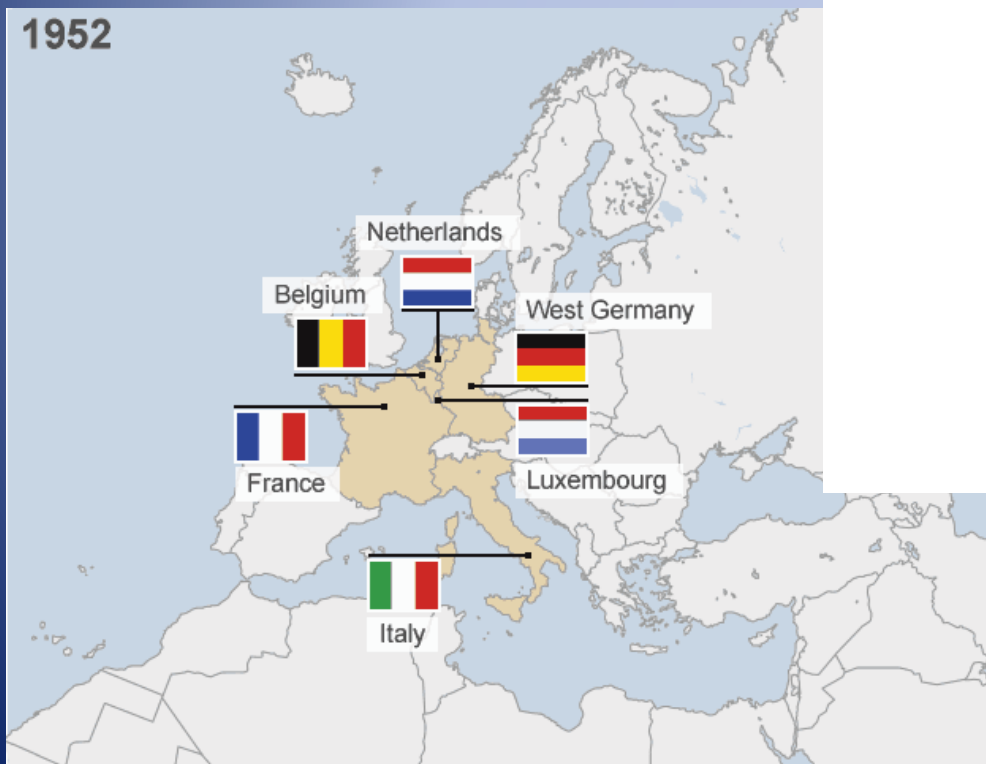 1952
Netherlands
Belgium
West Germany
France
Luxembourg
Italy